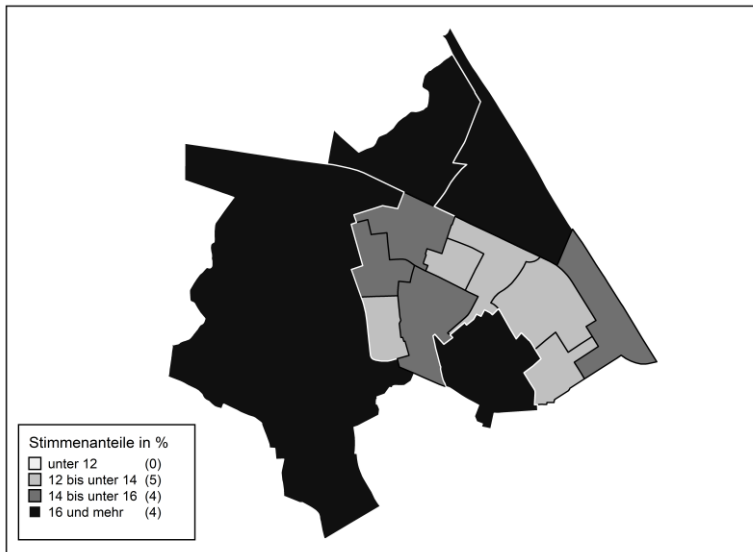 Stimmenanteile in %
unter 12 (0)
12 bis unter 14 (5)
14 bis unter 16 (4)
16 und mehr (4)